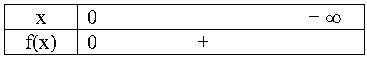 x 0 − ∞
f(x) 0 +